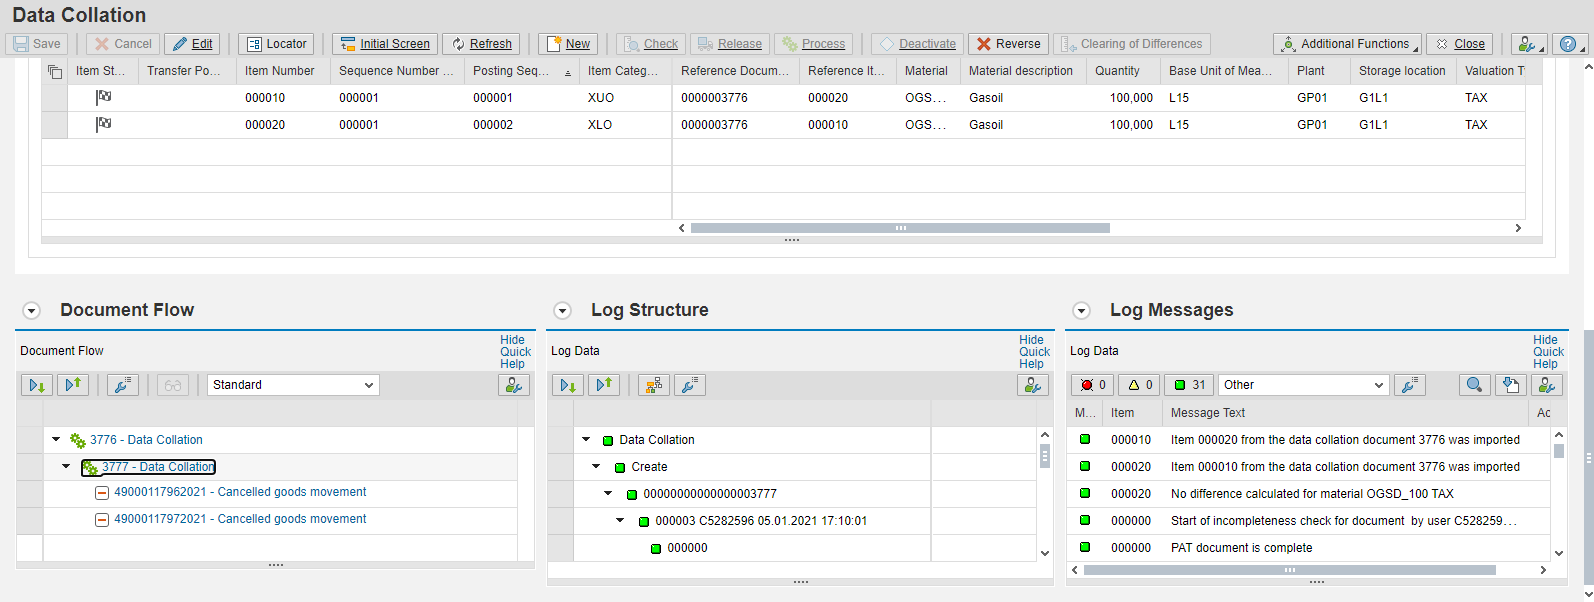 Data Collation
Save Cancel Edit Locator Initial Screen Refresh New Check Release Process Deactivate Reverse Clearing of Differences Additional Functions Close
Item St... Transfer Po... Item Number Sequence Number ... Posting Seq... Item Categ... Reference Docum... Reference It... Material Material description Quantity Base Unit of Mea... Plant Storage location Valuation T
000010 000001 000001 XUO 0000003776 000020 OGS... Gasoil 100,000 L15 GP01 G1L1 TAX
000020 000001 000002 XLO 0000003776 000010 OGS... Gasoil 100,000 L15 GP01 G1L1 TAX
Document Flow
Hide Quick Help
Document Flow
Standard
3776 - Data Collation
3777 - Data Collation
49000117962021 - Cancelled goods movement
49000117972021 - Cancelled goods movement
Log Structure
Hide Quick Help
Log Data
Data Collation
Create
00000000000000003777
000003 C5282596 05.01.2021 17:10:01
000000
Log Messages
Hide Quick Help
Log Data
0 0 31 Other
M... Item Message Text Ac
000010 Item 000020 from the data collation document 3776 was imported
000020 Item 000010 from the data collation document 3776 was imported
000020 No difference calculated for material OGSD_100 TAX
000000 Start of incompleteness check for document by user C528259...
000000 PAT document is complete